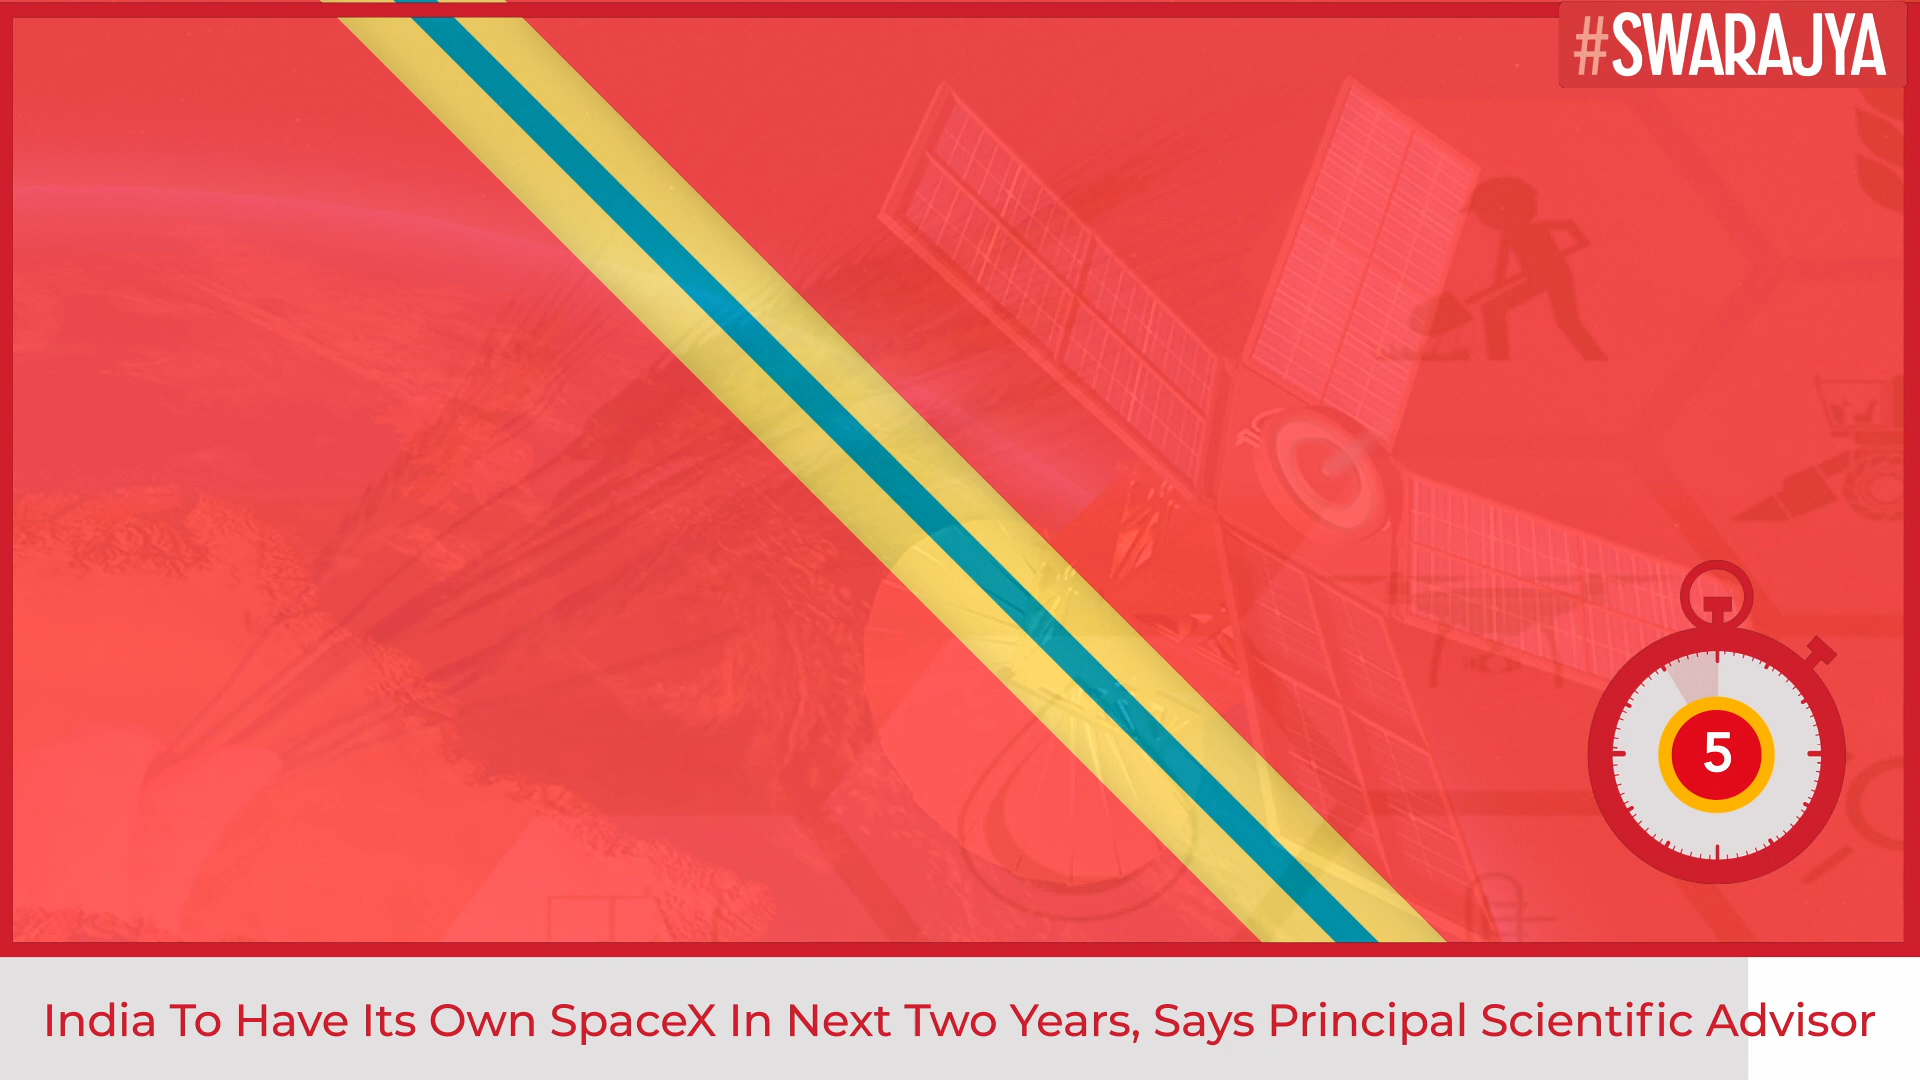 #SWARAJYA
5
India To Have Its Own SpaceX In Next Two Years, Says Principal Scientific Advisor